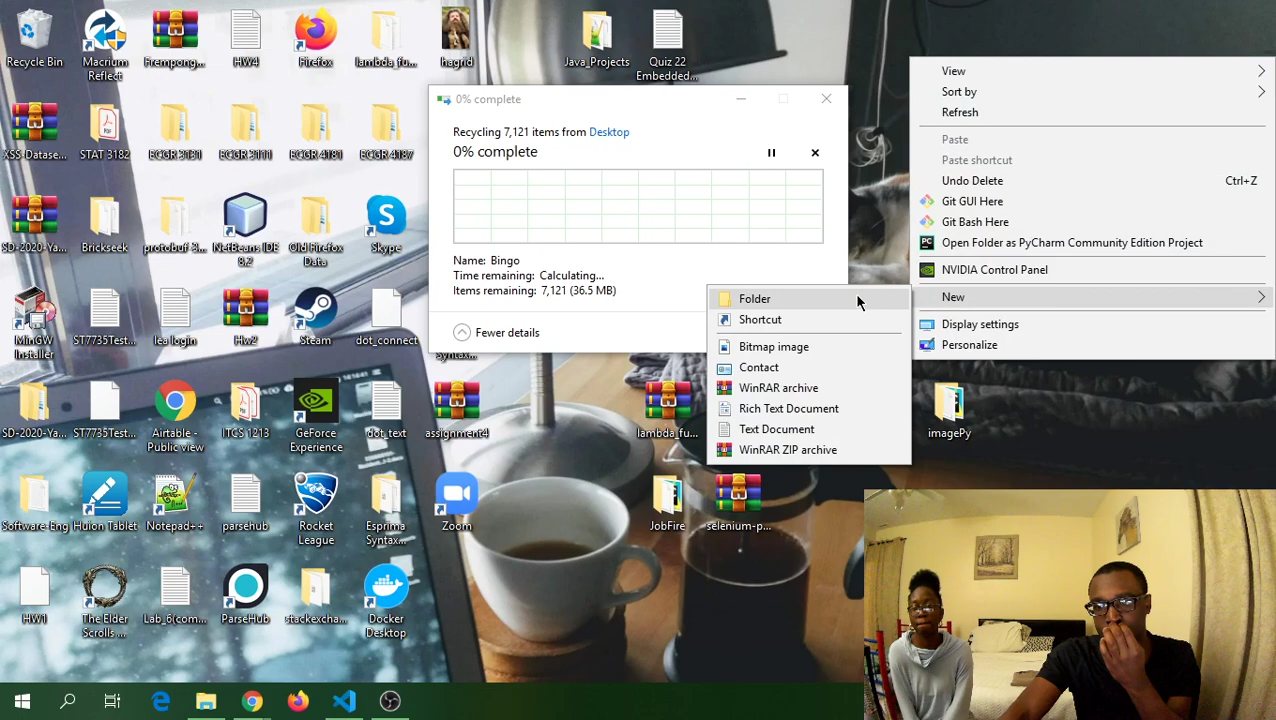 Recycle Bin
Macrium
Reflect
Frempong...
HW4
Firefox
lambda_fu...
hagrid
Java_Projects
Quiz 22
Embedded...
XSS-Datase...
STAT 3182
ECGR 3131
ECGR 3111
ECGR 4181
ECGR 4187
SD-2020-Ya...
Brickseek
protobuf-3...
NetBeans IDE
8.2
Old Firefox
Data
Skype
MinGW
Installer
ST7735Test...
lea login
Hw2
Steam
dot_connect
Syntax...
SD-2020-Ya...
ST7735Test...
Airtable -
Public view
ITCS 1213
GeForce
Experience
dot_text
assignment4
lambda_fu...
imagePy
Software-Eng
Huion Tablet
Notepad++
parsehub
Rocket
League
Esprima
Syntax...
Zoom
JobFire
selenium-p...
HW1
The Elder
Scrolls ...
Lab_6(com...
ParseHub
stackexcha...
Docker
Desktop
0% complete
Recycling 7,121 items from Desktop
0% complete
Name: Bingo
Time remaining: Calculating...
Items remaining: 7,121 (36.5 MB)
Fewer details
View
Sort by
Refresh
Paste
Paste shortcut
Undo Delete Ctrl+Z
Git GUI Here
Git Bash Here
Open Folder as PyCharm Community Edition Project
NVIDIA Control Panel
New
Display settings
Personalize
Folder
Shortcut
Bitmap image
Contact
WinRAR archive
Rich Text Document
Text Document
WinRAR ZIP archive